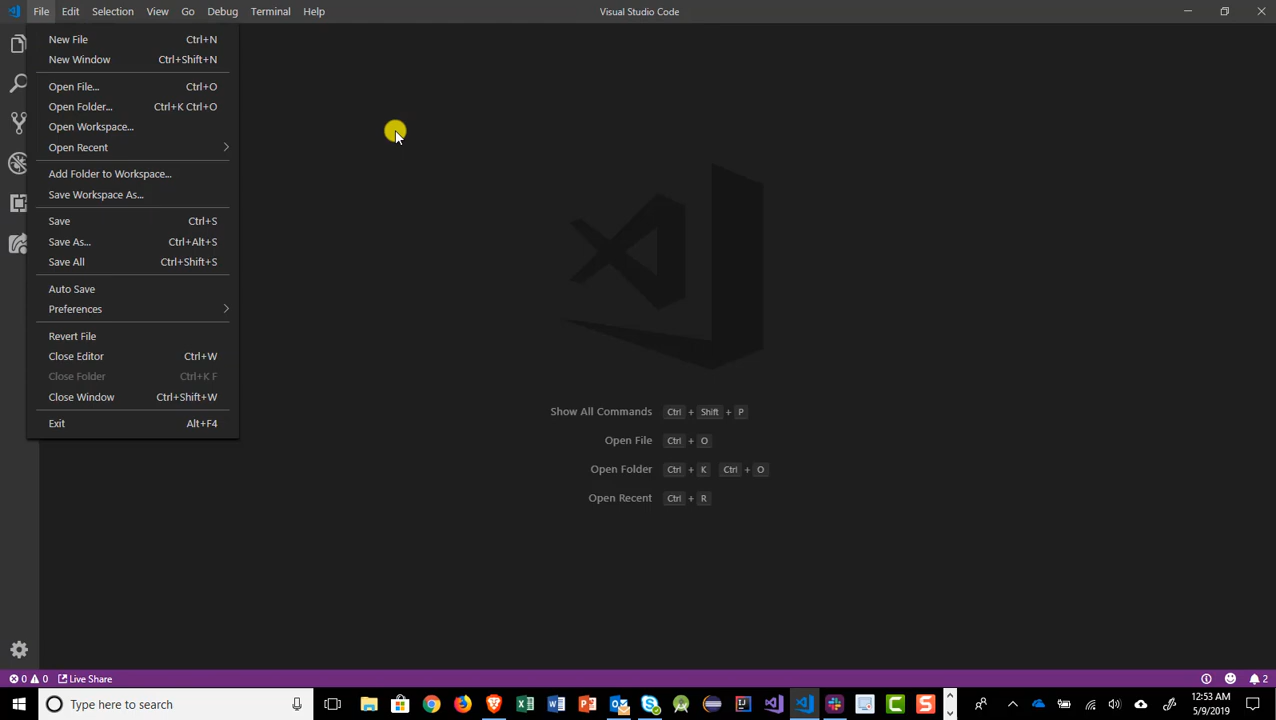 File Edit Selection View Go Debug Terminal Help Visual Studio Code
New File Ctrl+N
New Window Ctrl+Shift+N
Open File... Ctrl+O
Open Folder... Ctrl+K Ctrl+O
Open Workspace...
Open Recent
Add Folder to Workspace...
Save Workspace As...
Save Ctrl+S
Save As... Ctrl+Alt+S
Save All Ctrl+Shift+S
Auto Save
Preferences
Revert File
Close Editor Ctrl+W
Close Folder Ctrl+K F
Close Window Ctrl+Shift+W
Exit Alt+F4
Show All Commands Ctrl + Shift + P
Open File Ctrl + O
Open Folder Ctrl + K Ctrl + O
Open Recent Ctrl + R
0 0 Live Share 2
Type here to search
12:53 AM
5/9/2019